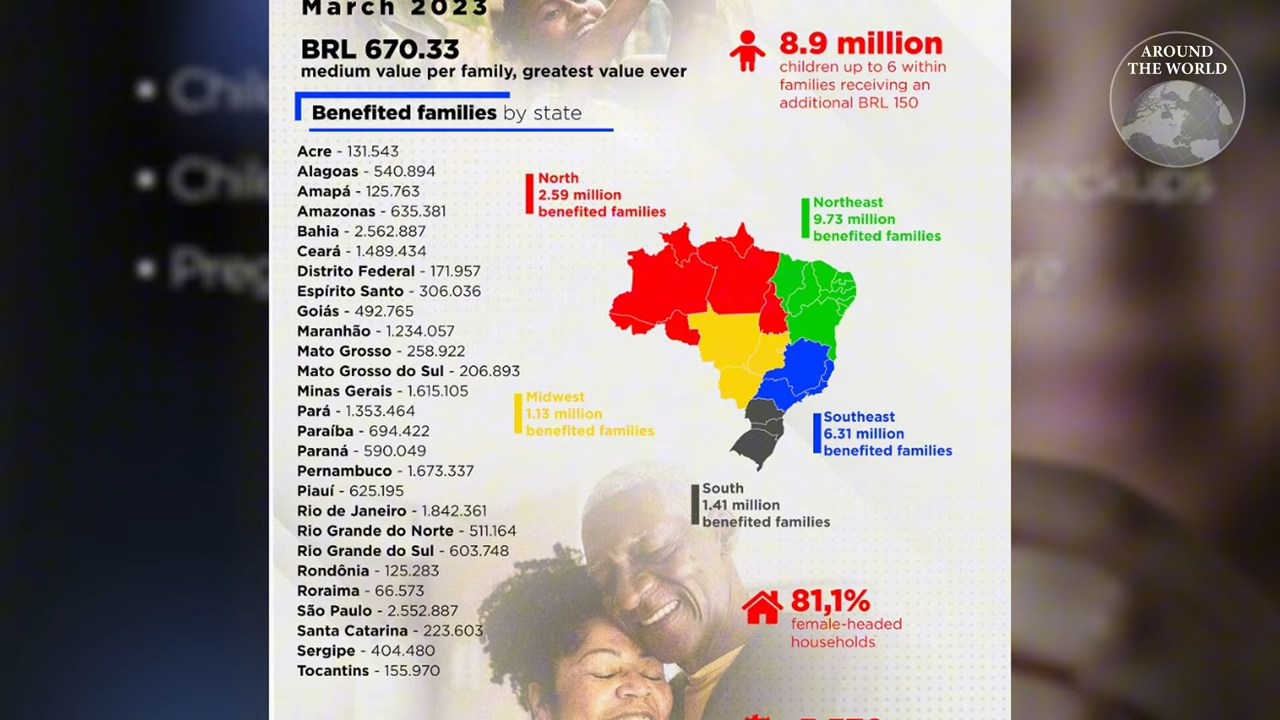 March 2023
BRL 670.33
medium value per family, greatest value ever
Benefited families by state
Acre - 131.543
Alagoas - 540.894
Amapá - 125.763
Amazonas - 635.381
Bahia - 2.562.887
Ceará - 1.489.434
Distrito Federal - 171.957
Espírito Santo - 306.036
Goiás - 492.765
Maranhão - 1.234.057
Mato Grosso - 258.922
Mato Grosso do Sul - 206.893
Minas Gerais - 1.615.105
Pará - 1.353.464
Paraíba - 694.422
Paraná - 590.049
Pernambuco - 1.673.337
Piauí - 625.195
Rio de Janeiro - 1.842.361
Rio Grande do Norte - 511.164
Rio Grande do Sul - 603.748
Rondônia - 125.283
Roraima - 66.573
São Paulo - 2.552.887
Santa Catarina - 223.603
Sergipe - 404.480
Tocantins - 155.970
8.9 million
children up to 6 within
families receiving an
additional BRL 150
North
2.59 million
benefited families
Northeast
9.73 million
benefited families
Midwest
1.13 million
benefited families
Southeast
6.31 million
benefited families
South
1.41 million
benefited families
81,1%
female-headed
households
AROUND
THE WORLD